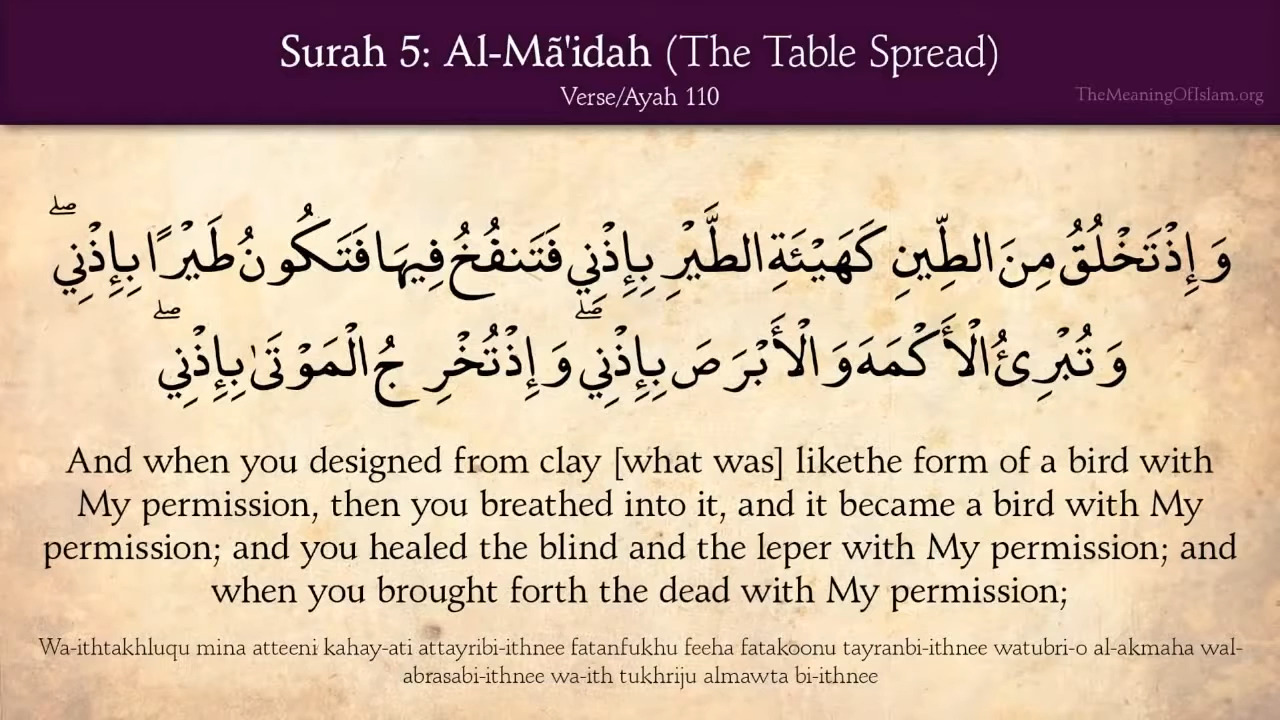 Surah 5: Al-Mã'idah (The Table Spread)
Verse/Ayah 110
TheMeaningOfIslam.org
وَإِذْ تَخْلُقُ مِنَ الطِّينِ كَهَيْئَةِ الطَّيْرِ بِإِذْنِي فَتَنفُخُ فِيهَا فَتَكُونُ طَيْرًا بِإِذْنِي ۖ
وَتُبْرِئُ الْأَكْمَهَ وَالْأَبْرَصَ بِإِذْنِي ۖ وَإِذْ تُخْرِجُ الْمَوْتَىٰ بِإِذْنِي ۖ
And when you designed from clay [what was] likethe form of a bird with
My permission, then you breathed into it, and it became a bird with My
permission; and you healed the blind and the leper with My permission; and
when you brought forth the dead with My permission;
Wa-ithtakhluqu mina atteeni kahay-ati attayribi-ithnee fatanfukhu feeha fatakoonu tayranbi-ithnee watubri-o al-akmaha wal-
abrasabi-ithnee wa-ith tukhriju almawta bi-ithnee